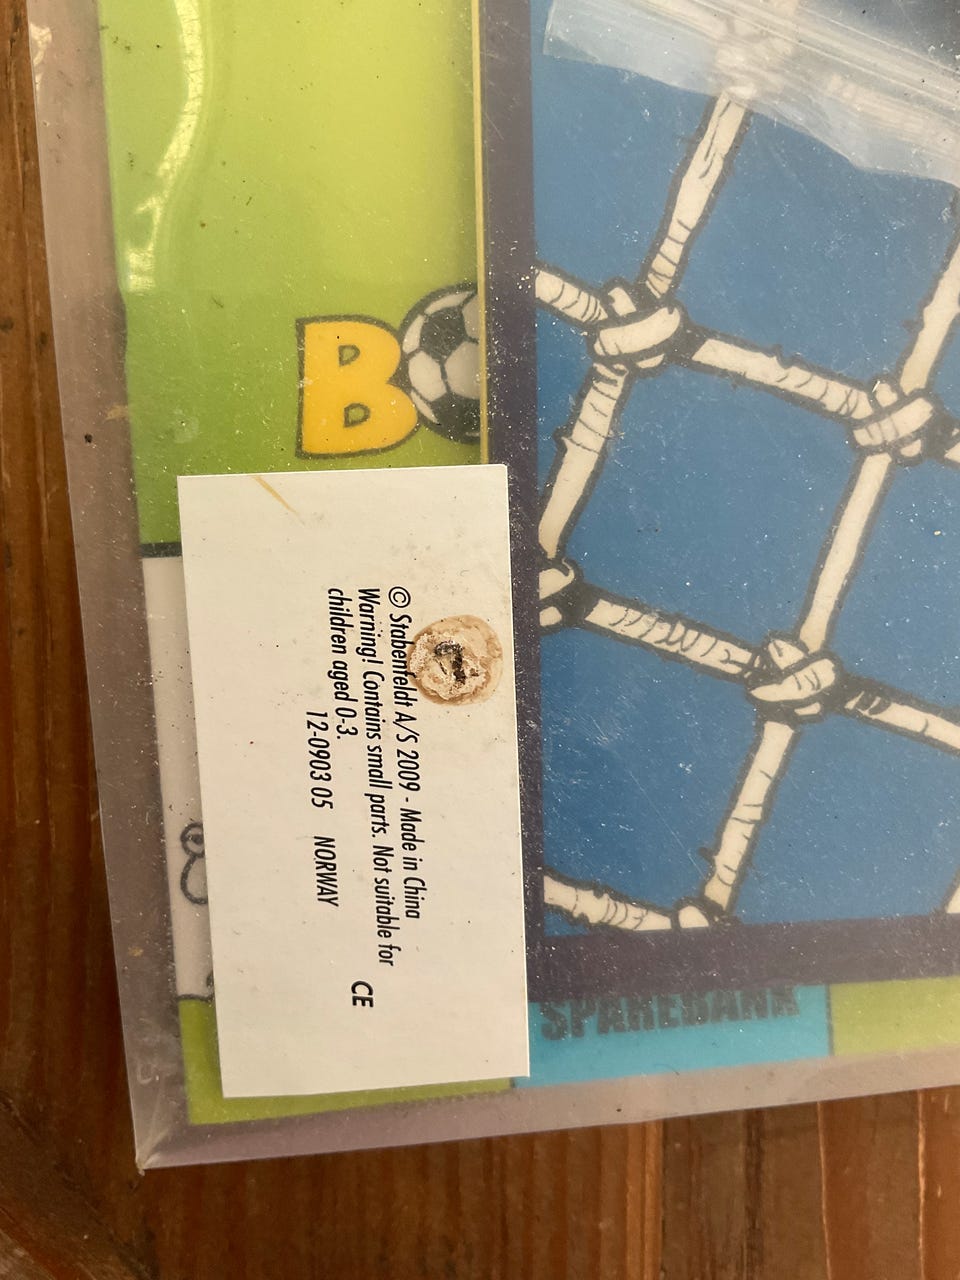 B
© Stabenfeldt A/S 2009 - Made in China
Warning! Contains small parts. Not suitable for
children aged 0-3.
12-0903 05 NORWAY
CE
SPAREBANK